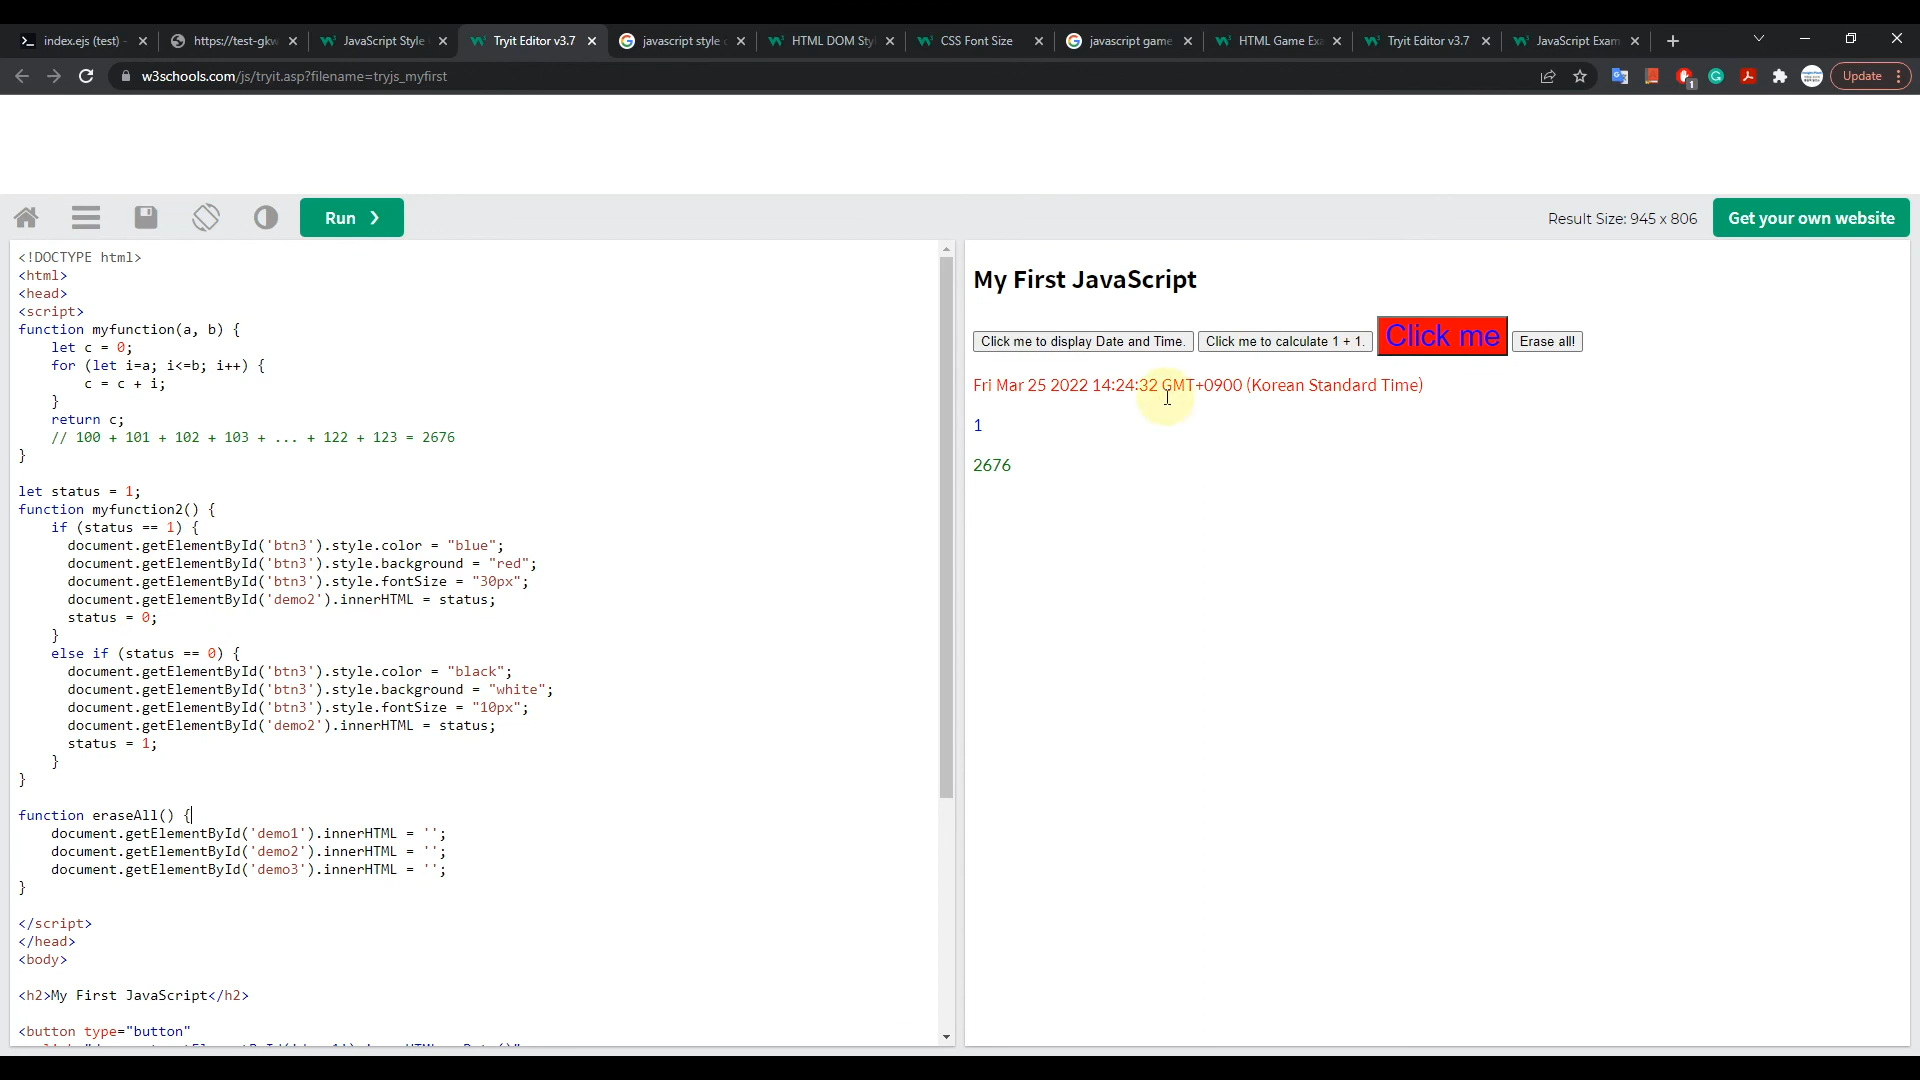 index.ejs (test) -
https://test-gkw
JavaScript Style
Tryit Editor v3.7
javascript style c
HTML DOM Sty
CSS Font Size
javascript game
HTML Game Exa
Tryit Editor v3.7
JavaScript Exam
w3schools.com/js/tryit.asp?filename=tryjs_myfirst
1
Update
Run ❯
Result Size: 945 x 806
Get your own website
<!DOCTYPE html>
<html>
<head>
<script>
function myfunction(a, b) {
    let c = 0;
    for (let i=a; i<=b; i++) {
        c = c + i;
    }
    return c;
    // 100 + 101 + 102 + 103 + ... + 122 + 123 = 2676
}
let status = 1;
function myfunction2() {
    if (status == 1) {
      document.getElementById('btn3').style.color = "blue";
      document.getElementById('btn3').style.background = "red";
      document.getElementById('btn3').style.fontSize = "30px";
      document.getElementById('demo2').innerHTML = status;
      status = 0;
    }
    else if (status == 0) {
      document.getElementById('btn3').style.color = "black";
      document.getElementById('btn3').style.background = "white";
      document.getElementById('btn3').style.fontSize = "10px";
      document.getElementById('demo2').innerHTML = status;
      status = 1;
    }
}
function eraseAll() {
    document.getElementById('demo1').innerHTML = '';
    document.getElementById('demo2').innerHTML = '';
    document.getElementById('demo3').innerHTML = '';
}
</script>
</head>
<body>
<h2>My First JavaScript</h2>
<button type="button"
My First JavaScript
Click me to display Date and Time.
Click me to calculate 1 + 1.
Click me
Erase all!
Fri Mar 25 2022 14:24:32 GMT+0900 (Korean Standard Time)
1
2676